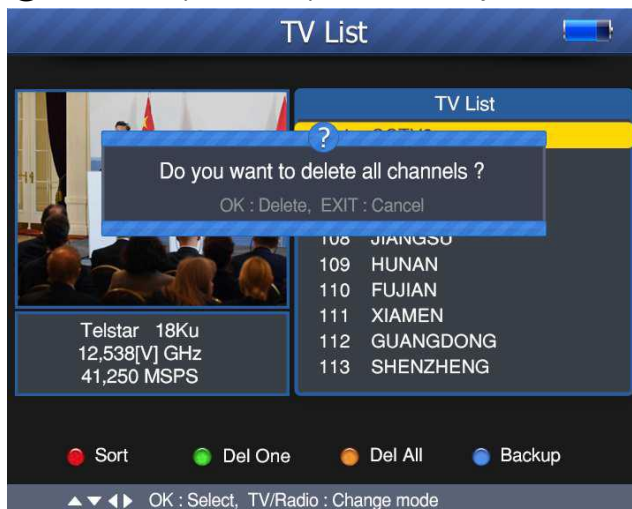 TV List
TV List
?
Do you want to delete all channels ?
OK : Delete, EXIT : Cancel
108 JIANGSU
109 HUNAN
110 FUJIAN
111 XIAMEN
112 GUANGDONG
113 SHENZHENG
Telstar 18Ku
12,538[V] GHz
41,250 MSPS
Sort
Del One
Del All
Backup
OK : Select, TV/Radio : Change mode